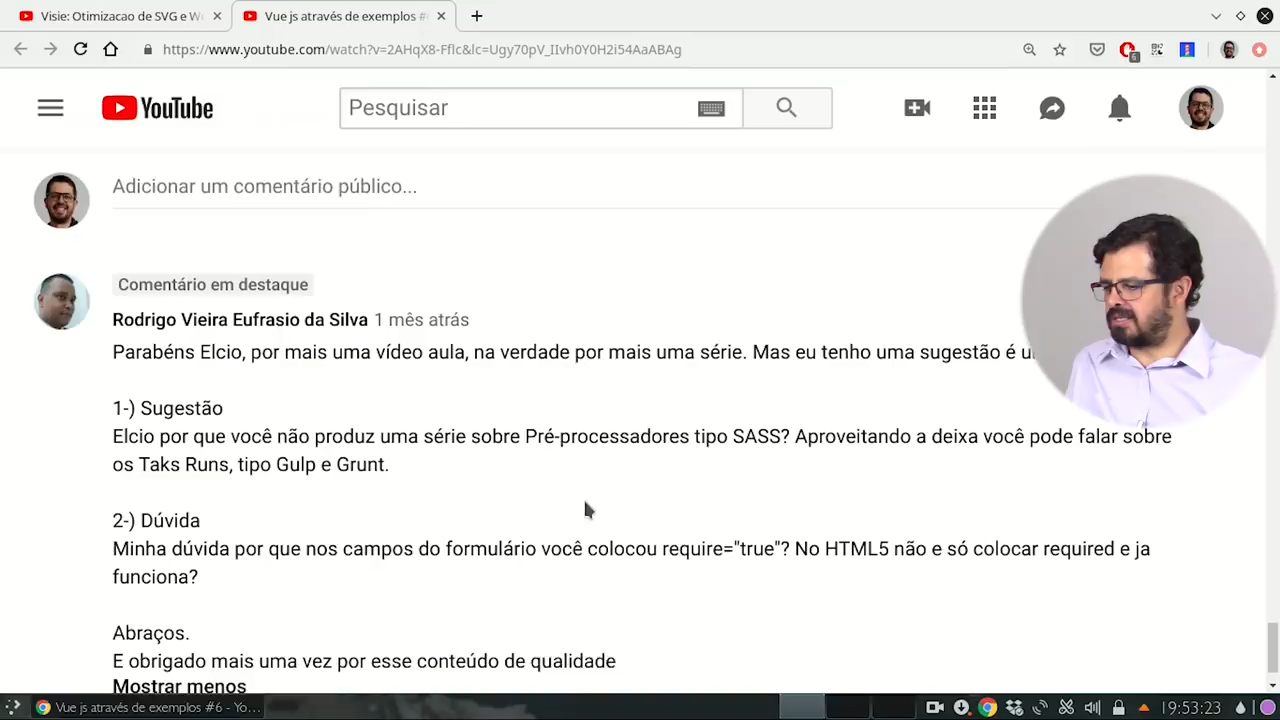 Visie: Otimizacao de SVG e W
Vue js através de exemplos #
https://www.youtube.com/watch?v=2AHqX8-Fflc&lc=Ugy70pV_IIvh0Y0H2i54AaABAg
6
YouTube
Pesquisar
Adicionar um comentário público...
Comentário em destaque
Rodrigo Vieira Eufrasio da Silva 1 mês atrás
Parabéns Elcio, por mais uma vídeo aula, na verdade por mais uma série. Mas eu tenho uma sugestão é
1-) Sugestão
Elcio por que você não produz uma série sobre Pré-processadores tipo SASS? Aproveitando a deixa você pode falar sobre
os Taks Runs, tipo Gulp e Grunt.
2-) Dúvida
Minha dúvida por que nos campos do formulário você colocou require="true"? No HTML5 não e só colocar required e ja
funciona?
Abraços.
E obrigado mais uma vez por esse conteúdo de qualidade
Mostrar menos
Vue js através de exemplos #6 - Yo...
19:53:23